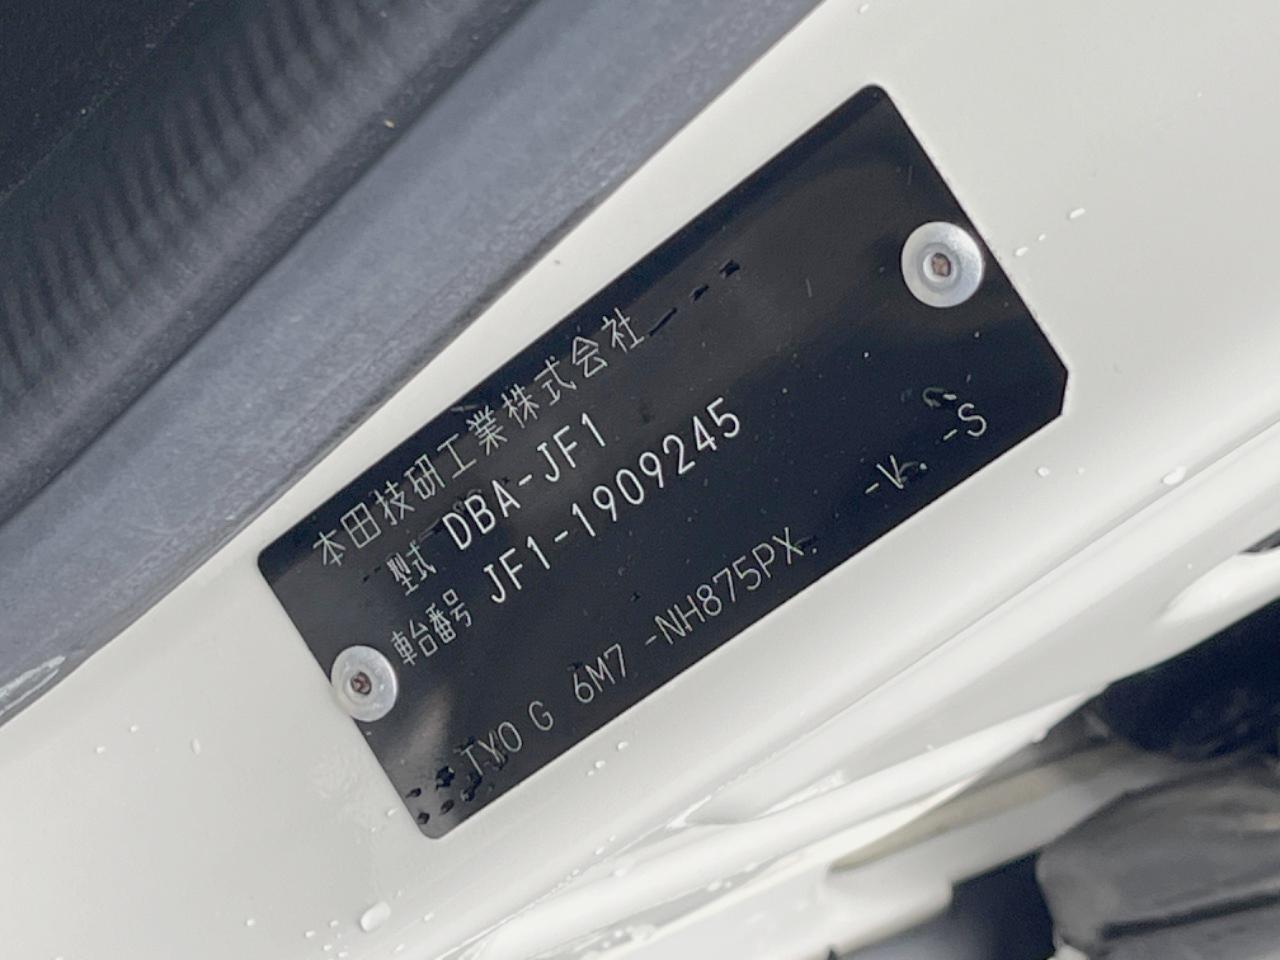 本田技研工業株式会社
型式 DBA-JF1
車台番号 JF1-1909245
TY0 G 6M7 -NH875PX. -V. -S